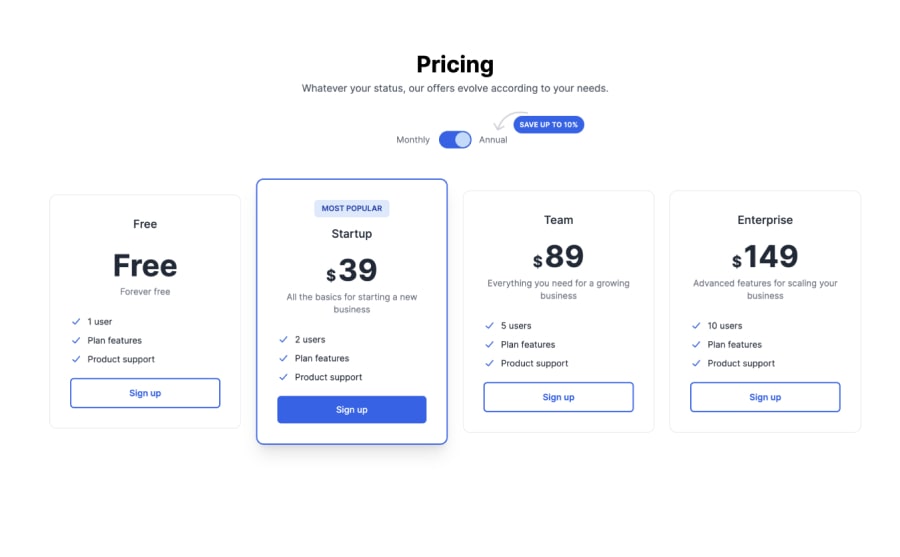 Pricing
Whatever your status, our offers evolve according to your needs.
Monthly
Annual
SAVE UP TO 10%
Free
Free
Forever free
1 user
Plan features
Product support
Sign up
MOST POPULAR
Startup
$39
All the basics for starting a new
business
2 users
Plan features
Product support
Sign up
Team
$89
Everything you need for a growing
business
5 users
Plan features
Product support
Sign up
Enterprise
$149
Advanced features for scaling your
business
10 users
Plan features
Product support
Sign up